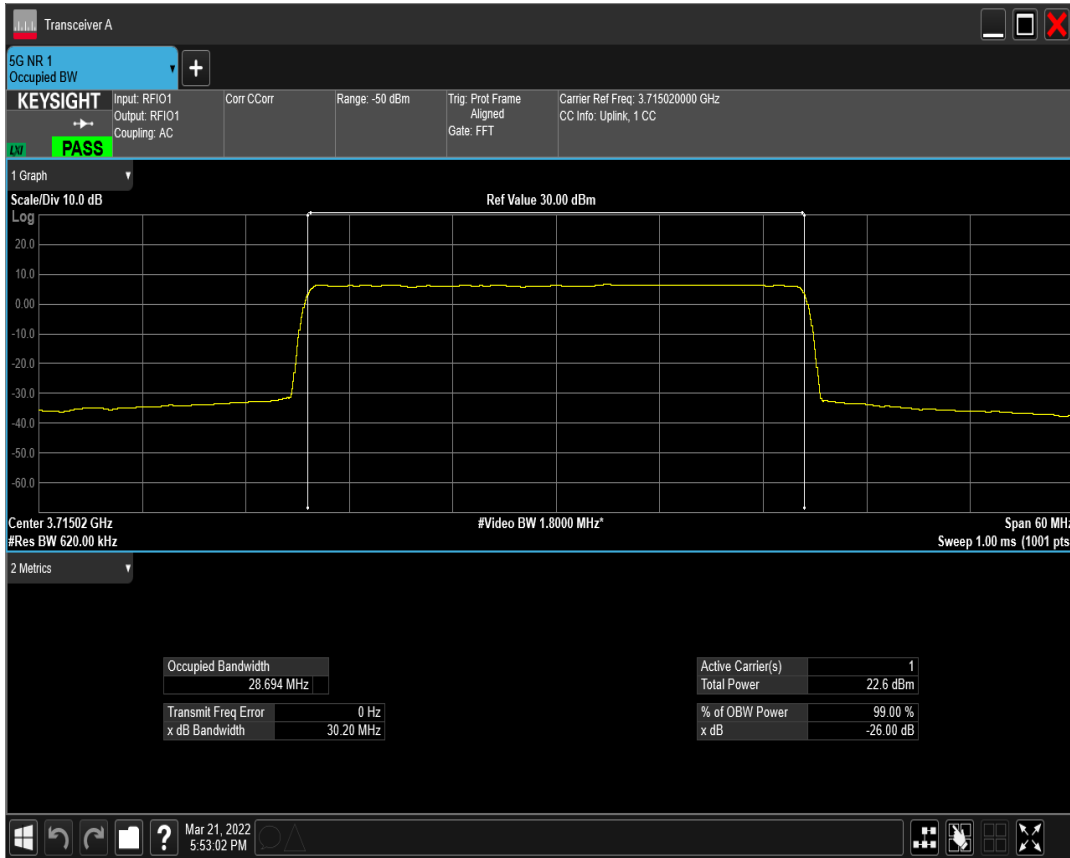 Transceiver A
5G NR 1
Occupied BW
KEYSIGHT
LXI
PASS
Input: RFIO1
Output: RFIO1
Coupling: AC
Corr CCorr
Range: -50 dBm
Trig: Prot Frame
Aligned
Gate: FFT
Carrier Ref Freq: 3.715020000 GHz
CC Info: Uplink, 1 CC
1 Graph
Scale/Div 10.0 dB
Ref Value 30.00 dBm
Log
20.0
10.0
0.00
-10.0
-20.0
-30.0
-40.0
-50.0
-60.0
Center 3.71502 GHz
#Video BW 1.8000 MHz*
Span 60 MHz
#Res BW 620.00 kHz
Sweep 1.00 ms (1001 pts
2 Metrics
Occupied Bandwidth
28.694 MHz
Transmit Freq Error 0 Hz
x dB Bandwidth 30.20 MHz
Active Carrier(s) 1
Total Power 22.6 dBm
% of OBW Power 99.00 %
x dB -26.00 dB
?
Mar 21, 2022
5:53:02 PM